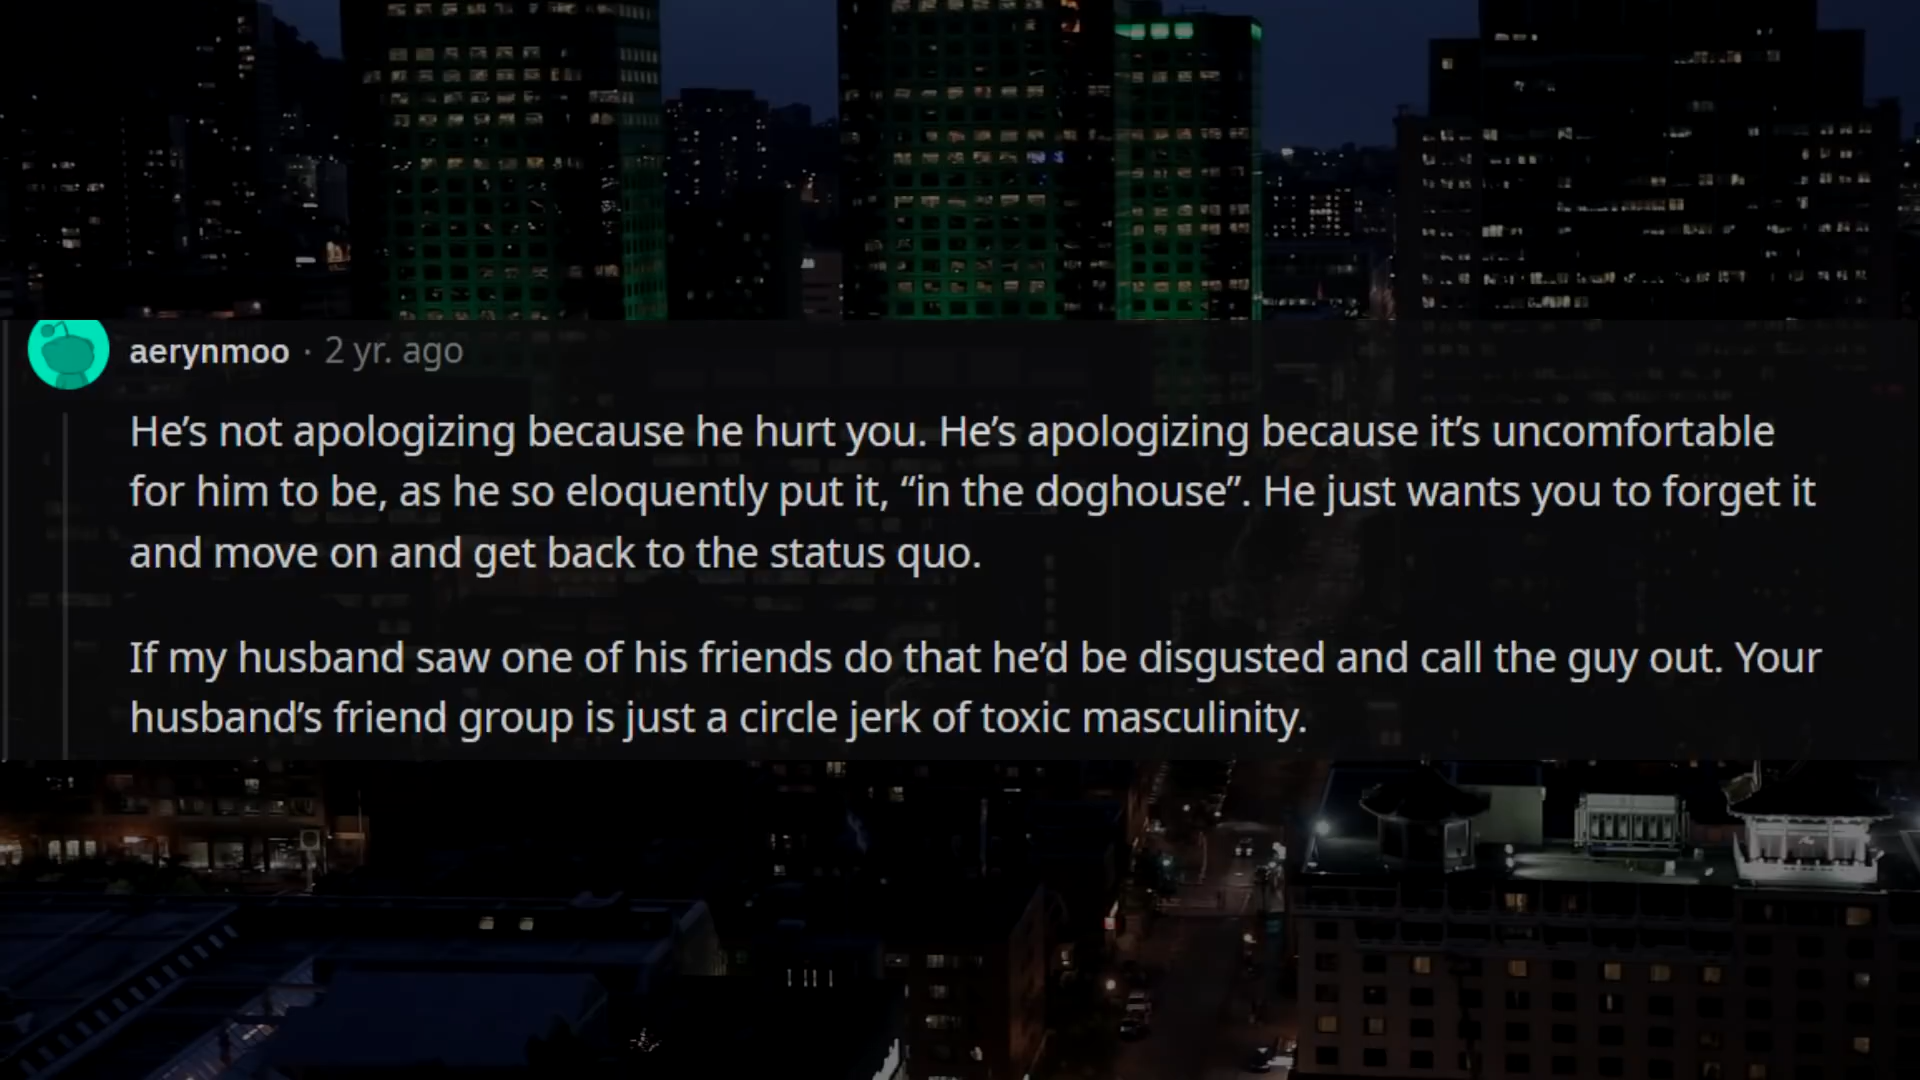 aerynmoo · 2 yr. ago
He’s not apologizing because he hurt you. He’s apologizing because it’s uncomfortable
for him to be, as he so eloquently put it, “in the doghouse”. He just wants you to forget it
and move on and get back to the status quo.
If my husband saw one of his friends do that he’d be disgusted and call the guy out. Your
husband’s friend group is just a circle jerk of toxic masculinity.